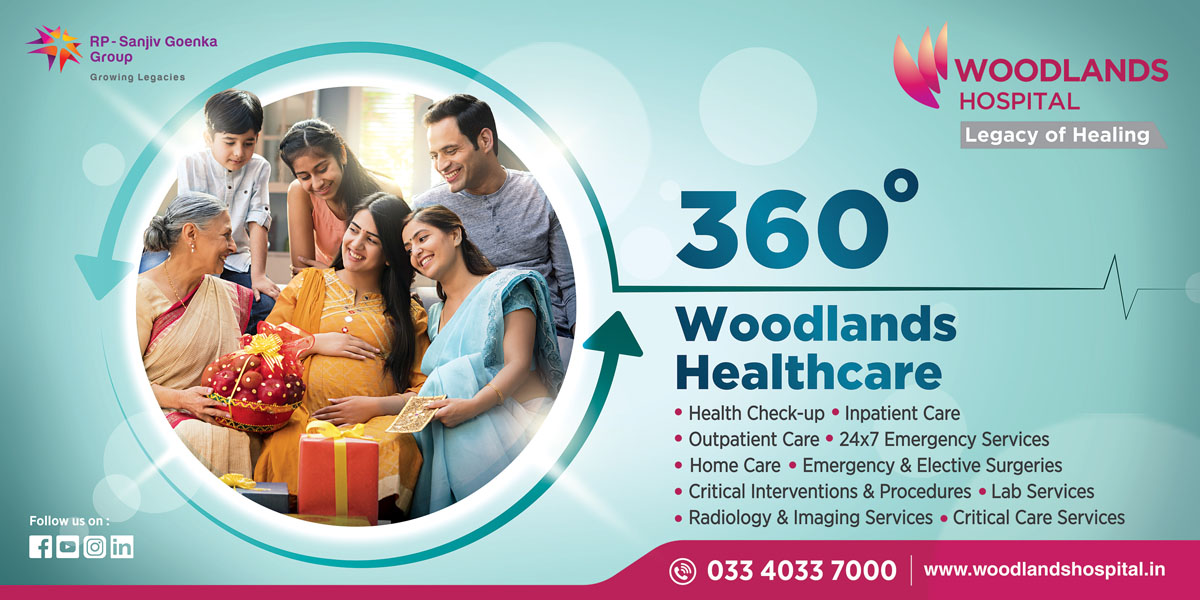 RP - Sanjiv Goenka
Group
Growing Legacies
WOODLANDS
HOSPITAL
Legacy of Healing
360°
Woodlands
Healthcare
• Health Check-up • Inpatient Care
• Outpatient Care • 24x7 Emergency Services
• Home Care • Emergency & Elective Surgeries
• Critical Interventions & Procedures • Lab Services
• Radiology & Imaging Services • Critical Care Services
Follow us on :
033 4033 7000
www.woodlandshospital.in